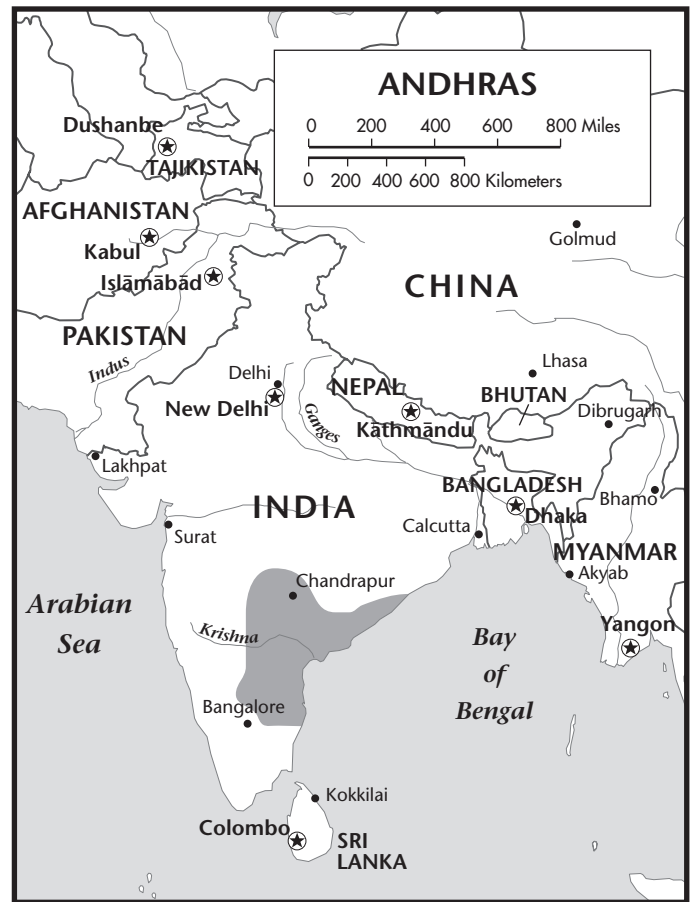 ANDHRAS
0 200 400 600 800 Miles
0 200 400 600 800 Kilometers
Dushanbe
TAJIKISTAN
AFGHANISTAN
Kabul
Golmud
Islāmābād
CHINA
PAKISTAN
Indus
Lhasa
Delhi
NEPAL
BHUTAN
New Delhi
Ganges
Dibrugarh
Kāthmāndu
Lakhpat
BANGLADESH
Bhamo
INDIA
Dhaka
Surat
Calcutta
MYANMAR
Akyab
Chandrapur
Arabian
Sea
Krishna
Yangon
Bay
of
Bengal
Bangalore
Kokkilai
Colombo
SRI
LANKA